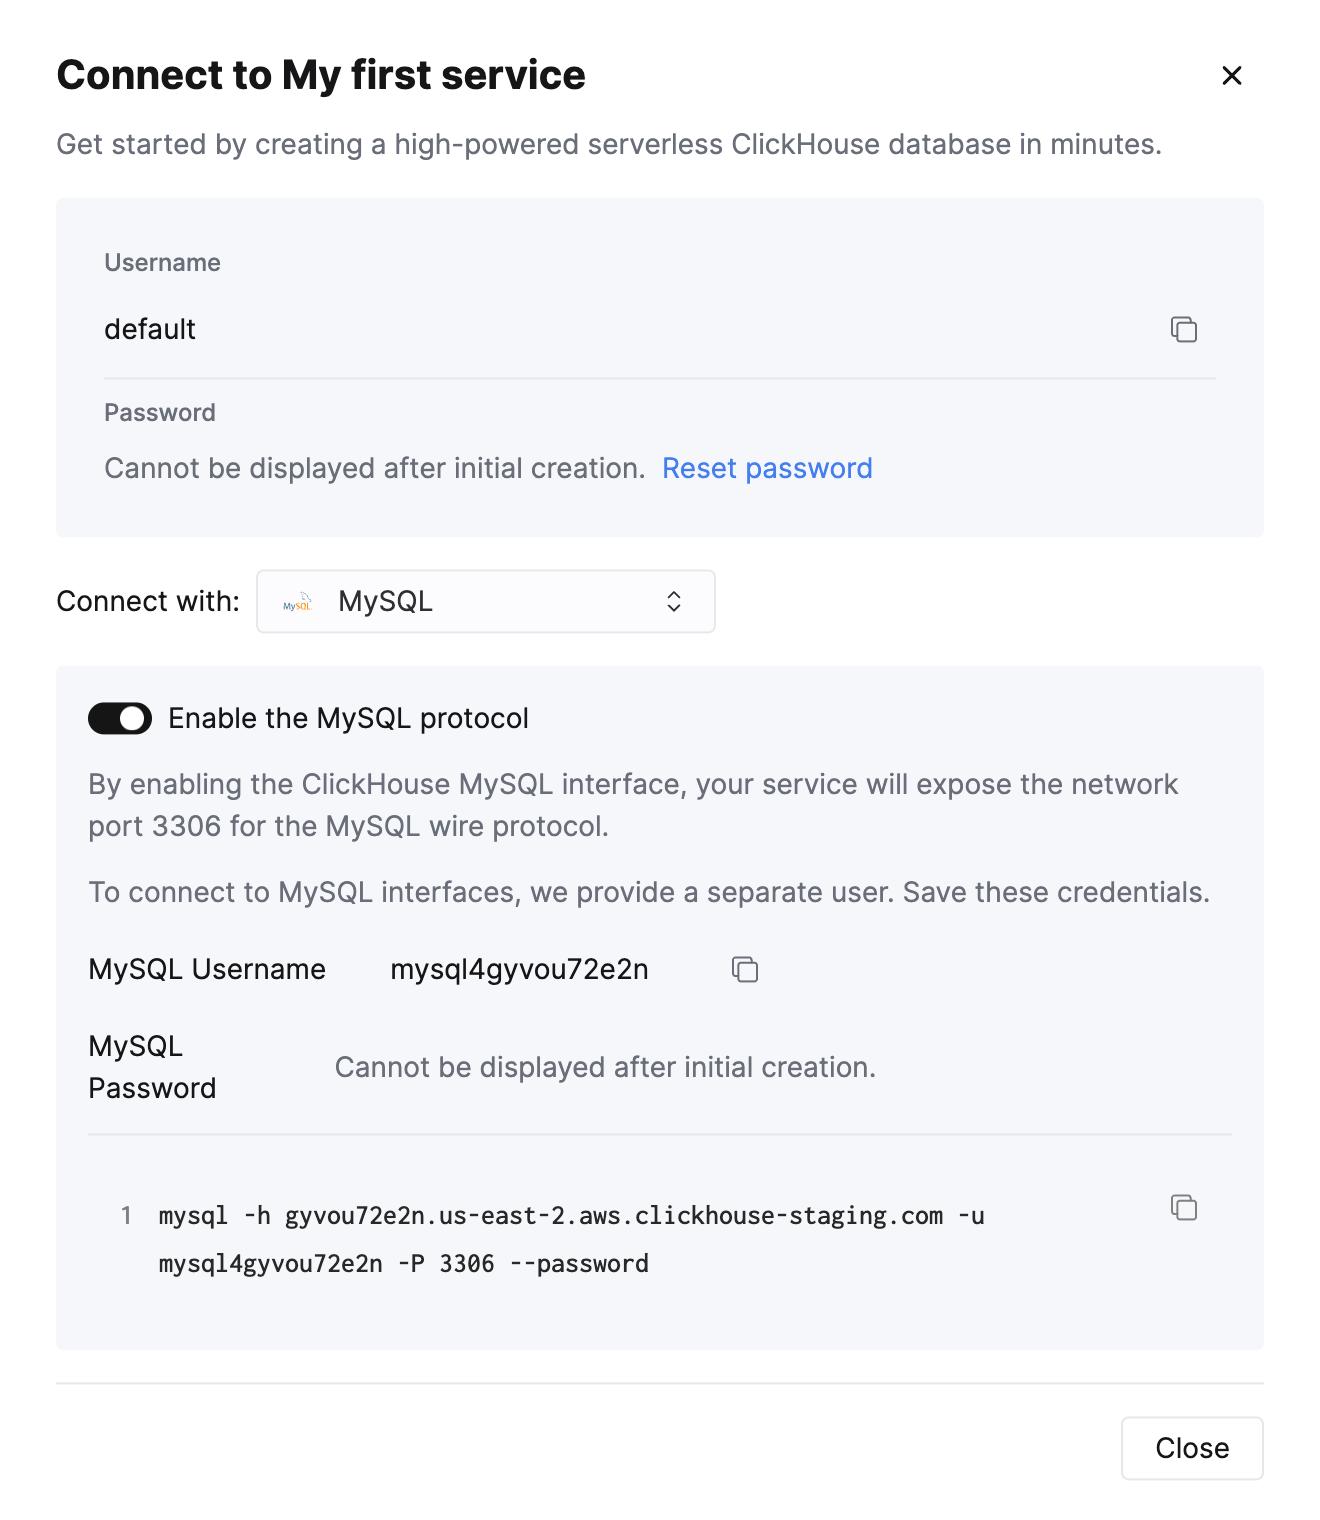 Connect to My first service
Get started by creating a high-powered serverless ClickHouse database in minutes.
Username
default
Password
Cannot be displayed after initial creation. Reset password
Connect with: MySQL MySQL
Enable the MySQL protocol
By enabling the ClickHouse MySQL interface, your service will expose the network
port 3306 for the MySQL wire protocol.
To connect to MySQL interfaces, we provide a separate user. Save these credentials.
MySQL Username mysql4gyvou72e2n
MySQL
Password
Cannot be displayed after initial creation.
1 mysql -h gyvou72e2n.us-east-2.aws.clickhouse-staging.com -u
mysql4gyvou72e2n -P 3306 --password
Close